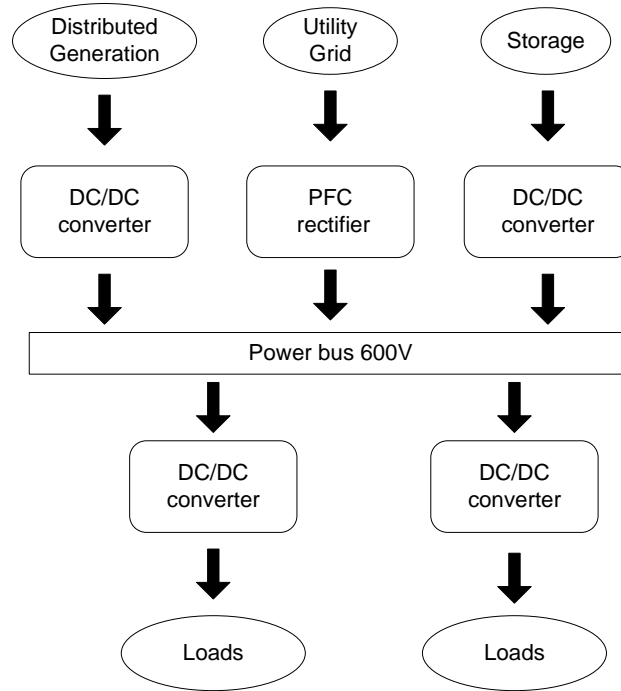 Distributed
Generation
Utility
Grid
Storage
DC/DC
converter
PFC
rectifier
DC/DC
converter
Power bus 600V
DC/DC
converter
DC/DC
converter
Loads
Loads